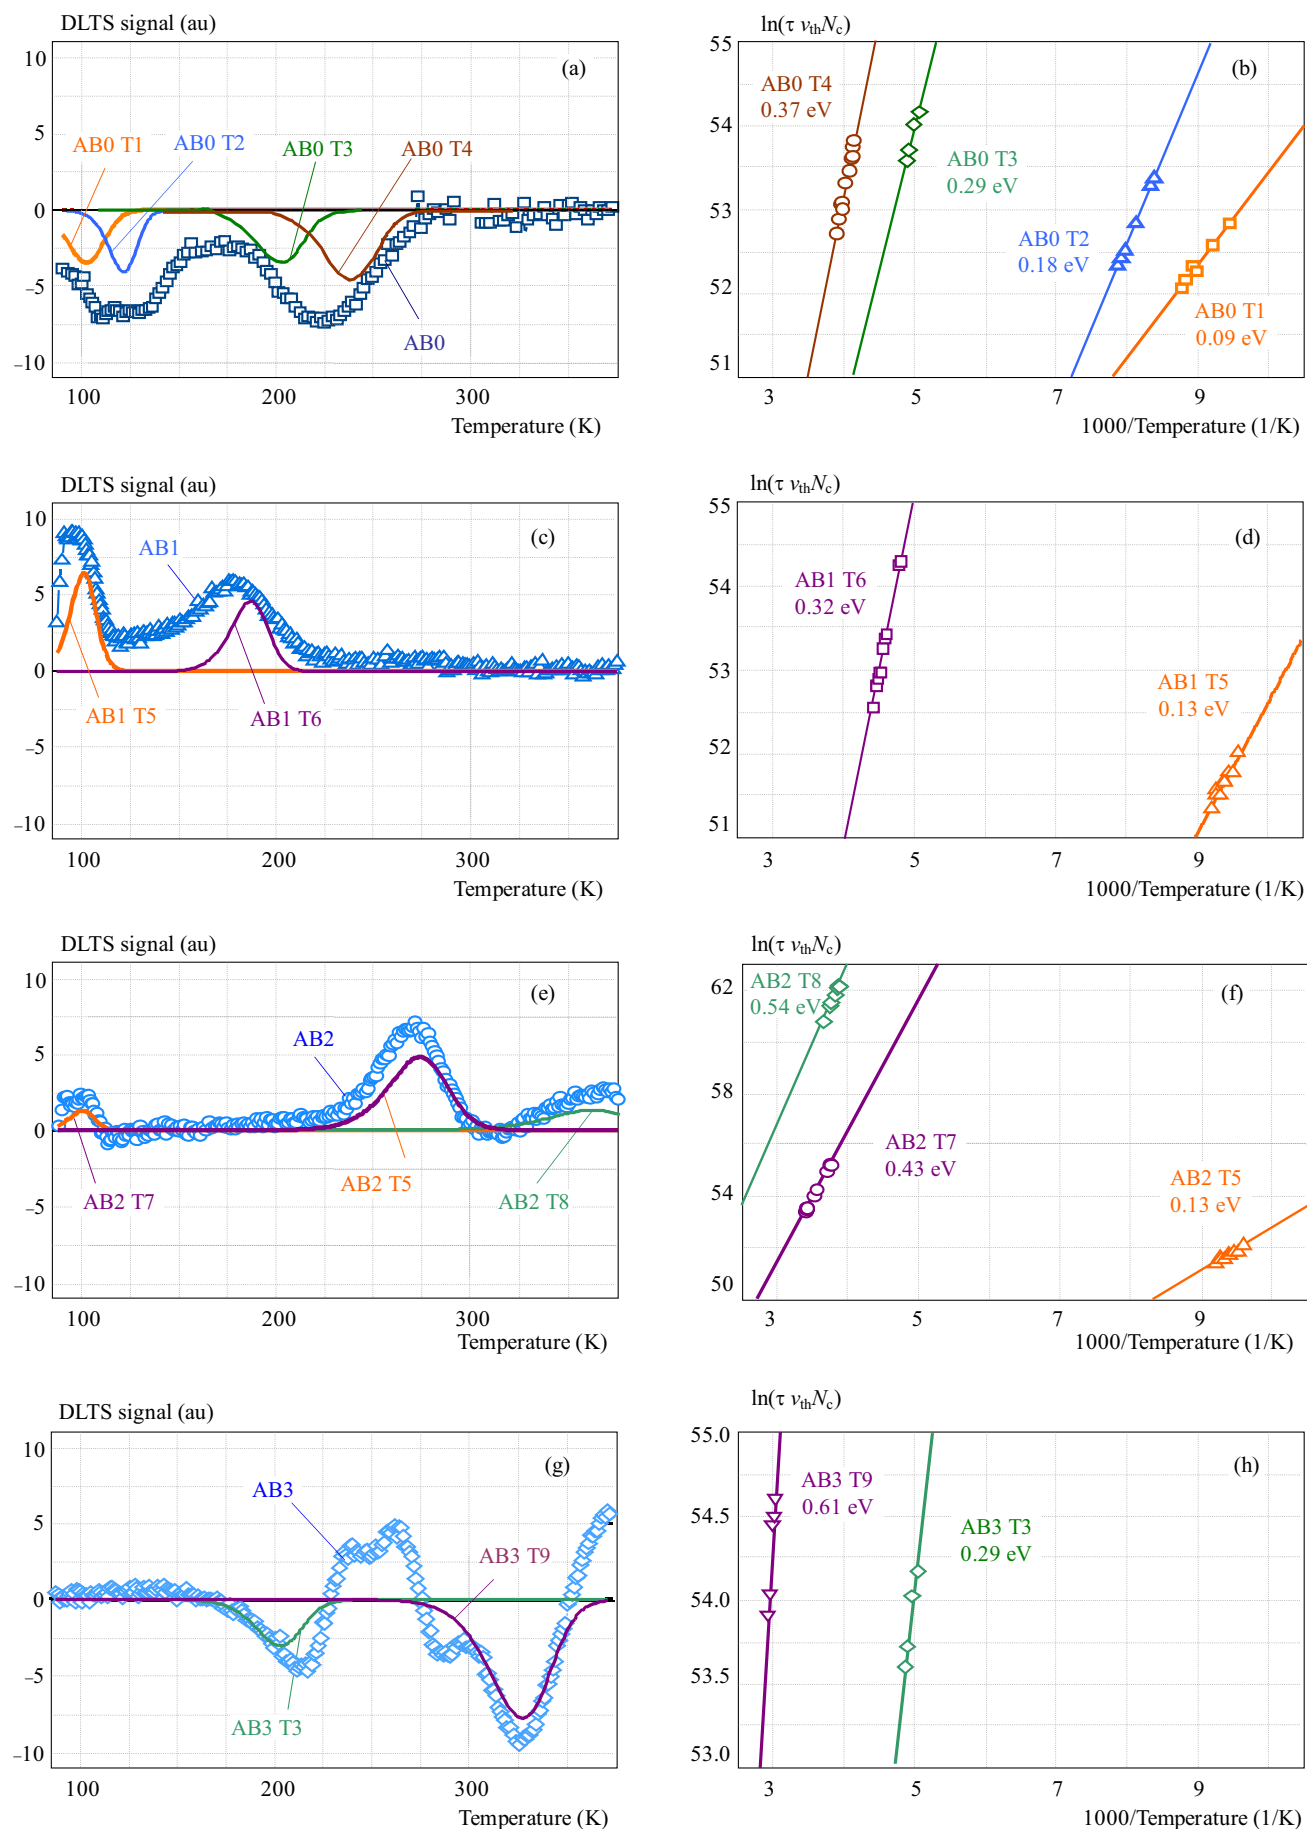 DLTS signal (au)
10
5
0
–5
–10
(a)
AB0 T1
AB0 T2
AB0 T3
AB0 T4
AB0
100
200
300
Temperature (K)
ln(τ vthNc)
55
54
53
52
51
(b)
AB0 T4
0.37 eV
AB0 T3
0.29 eV
AB0 T2
0.18 eV
AB0 T1
0.09 eV
3
5
7
9
1000/Temperature (1/K)
DLTS signal (au)
10
5
0
–5
–10
(c)
AB1
AB1 T5
AB1 T6
100
200
300
Temperature (K)
ln(τ vthNc)
55
54
53
52
51
(d)
AB1 T6
0.32 eV
AB1 T5
0.13 eV
3
5
7
9
1000/Temperature (1/K)
DLTS signal (au)
10
5
0
–5
–10
(e)
AB2
AB2 T7
AB2 T5
AB2 T8
100
200
300
Temperature (K)
ln(τ vthNc)
62
58
54
50
(f)
AB2 T8
0.54 eV
AB2 T7
0.43 eV
AB2 T5
0.13 eV
3
5
7
9
1000/Temperature (1/K)
DLTS signal (au)
10
5
0
–5
–10
(g)
AB3
AB3 T9
AB3 T3
100
200
300
Temperature (K)
ln(τ vthNc)
55.0
54.5
54.0
53.5
53.0
(h)
AB3 T9
0.61 eV
AB3 T3
0.29 eV
3
5
7
9
1000/Temperature (1/K)